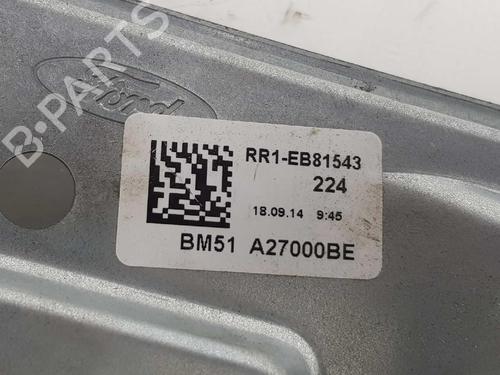 B-PARTS
Ford
RR1-EB81543
224
18.09.14 9:45
BM51 A27000BE